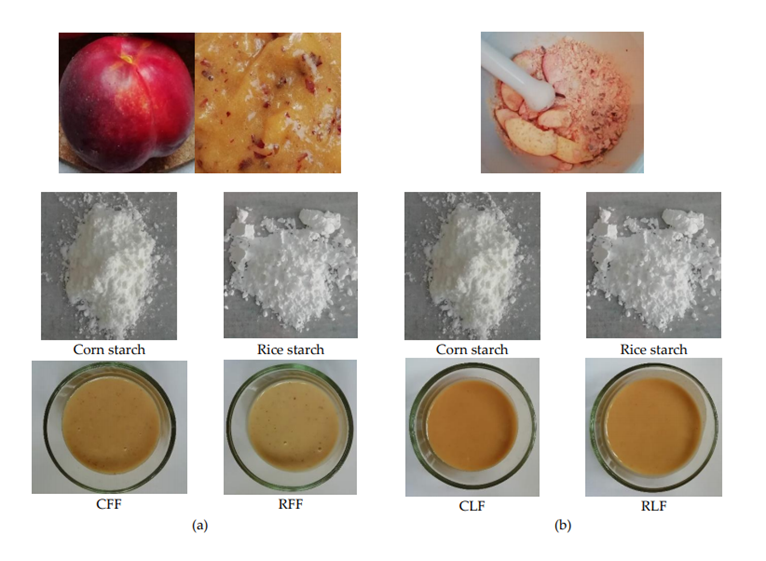 Corn starch
Rice starch
Corn starch
Rice starch
CFF
RFF
CLF
RLF
(a)
(b)